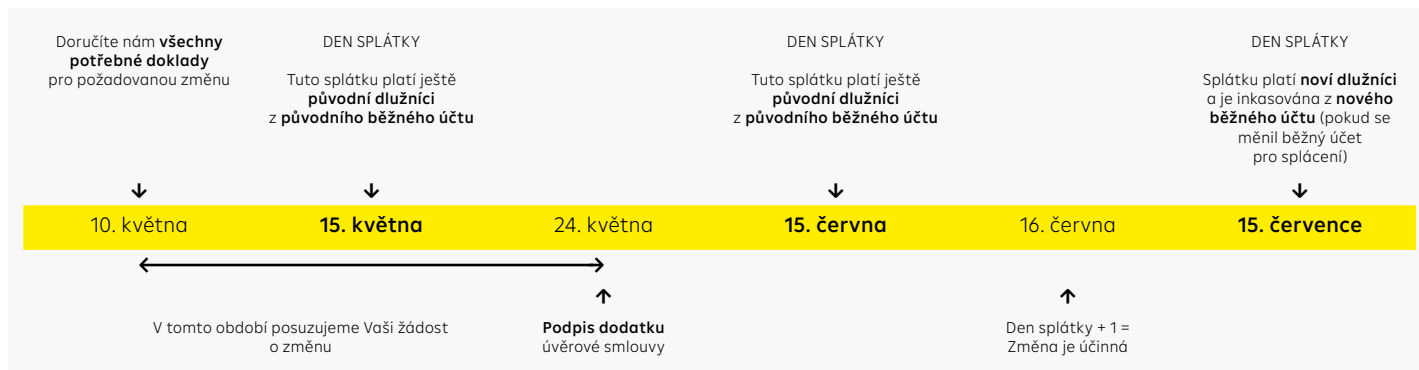 Doručíte nám všechny
potřebné doklady
pro požadovanou změnu
DEN SPLÁTKY
Tuto splátku platí ještě
původní dlužníci
z původního běžného účtu
DEN SPLÁTKY
Tuto splátku platí ještě
původní dlužníci
z původního běžného účtu
DEN SPLÁTKY
Splátku platí noví dlužníci
a je inkasována z nového
běžného účtu (pokud se
měnil běžný účet
pro splácení)
10. května
15. května
24. května
15. června
16. června
15. července
V tomto období posuzujeme Vaši žádost
o změnu
Podpis dodatku
úvěrové smlouvy
Den splátky + 1 =
Změna je účinná